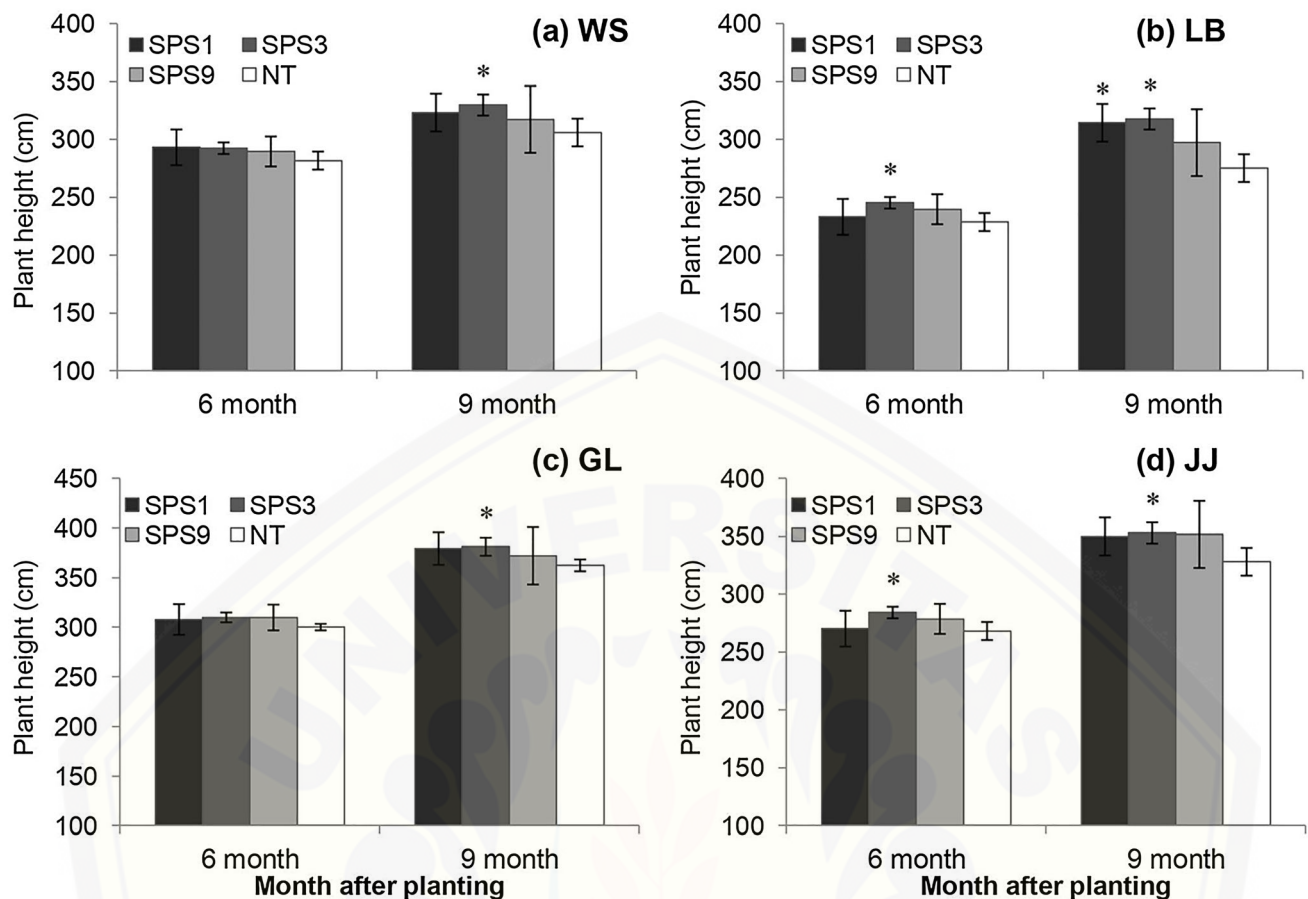 (a) WS
SPS1 SPS3
SPS9 NT
*
400
350
300
250
200
150
100
Plant height (cm)
6 month 9 month
(b) LB
SPS1 SPS3
SPS9 NT
* * *
400
350
300
250
200
150
100
Plant height (cm)
6 month 9 month
(c) GL
SPS1 SPS3
SPS9 NT
*
450
400
350
300
250
200
150
100
Plant height (cm)
6 month 9 month
Month after planting
(d) JJ
SPS1 SPS3
SPS9 NT
* *
400
350
300
250
200
150
100
Plant height (cm)
6 month 9 month
Month after planting
UNIVERSITAS